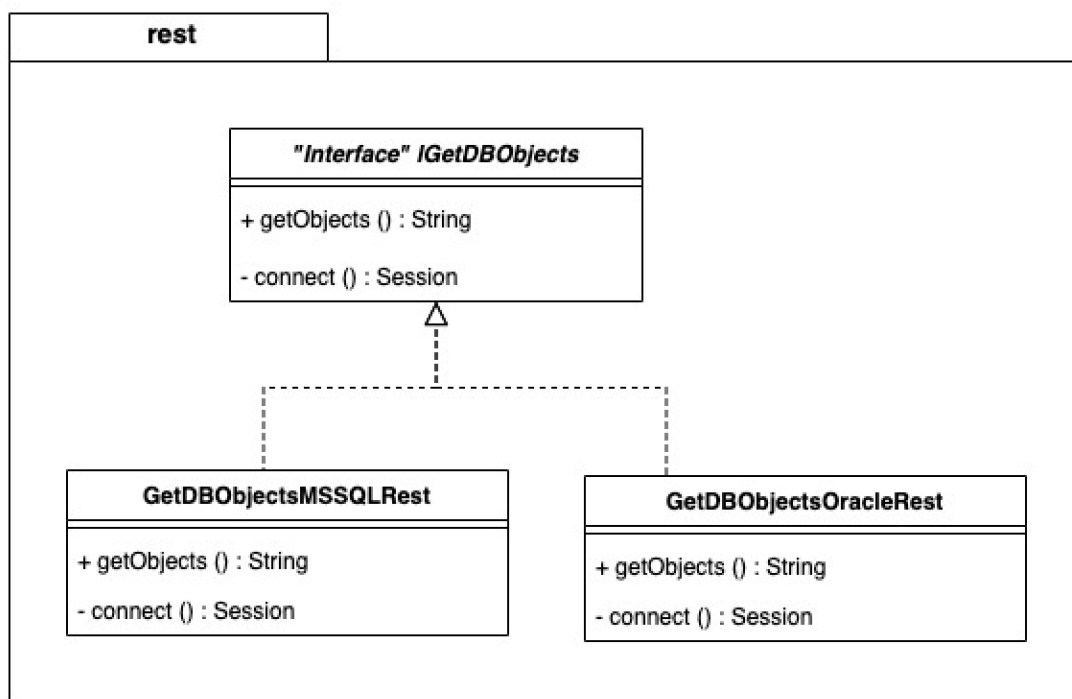 rest
"Interface" IGetDBObjects
+ getObjects () : String
- connect () : Session
GetDBObjectsMSSQLRest
+ getObjects () : String
- connect () : Session
GetDBObjectsOracleRest
+ getObjects () : String
- connect () : Session